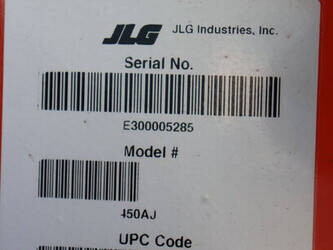 JLG JLG Industries, Inc.
Serial No.
E300005285
Model #
450AJ
UPC Code